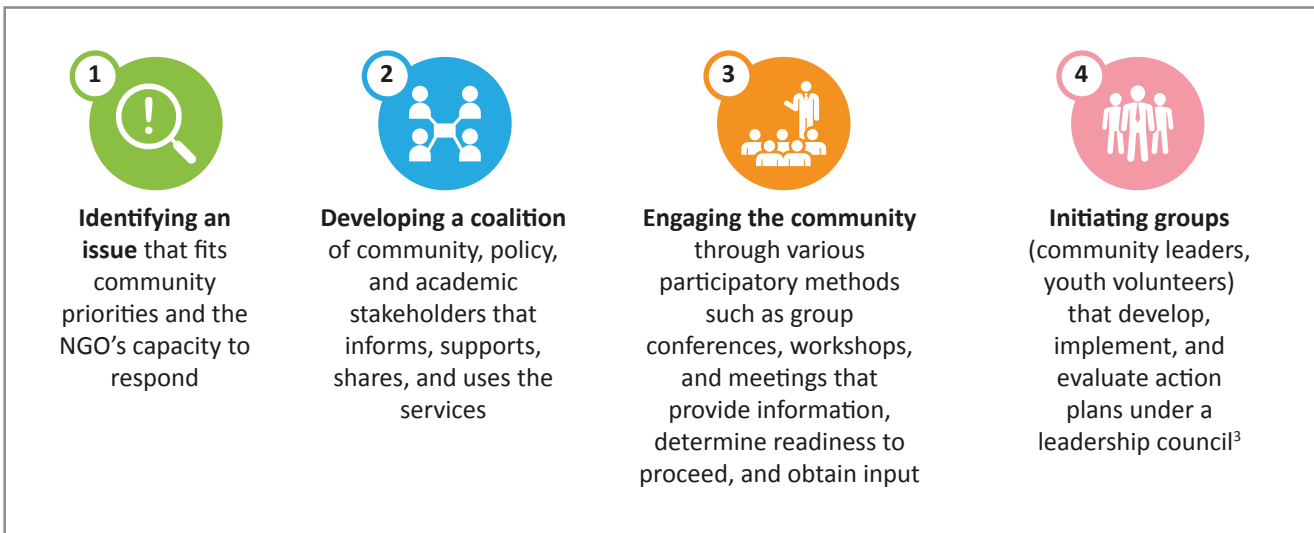 1
Identifying an
issue that fits
community
priorities and the
NGO’s capacity to
respond
2
Developing a coalition
of community, policy,
and academic
stakeholders that
informs, supports,
shares, and uses the
services
3
Engaging the community
through various
participatory methods
such as group
conferences, workshops,
and meetings that
provide information,
determine readiness to
proceed, and obtain input
4
Initiating groups
(community leaders,
youth volunteers)
that develop,
implement, and
evaluate action
plans under a
leadership council³